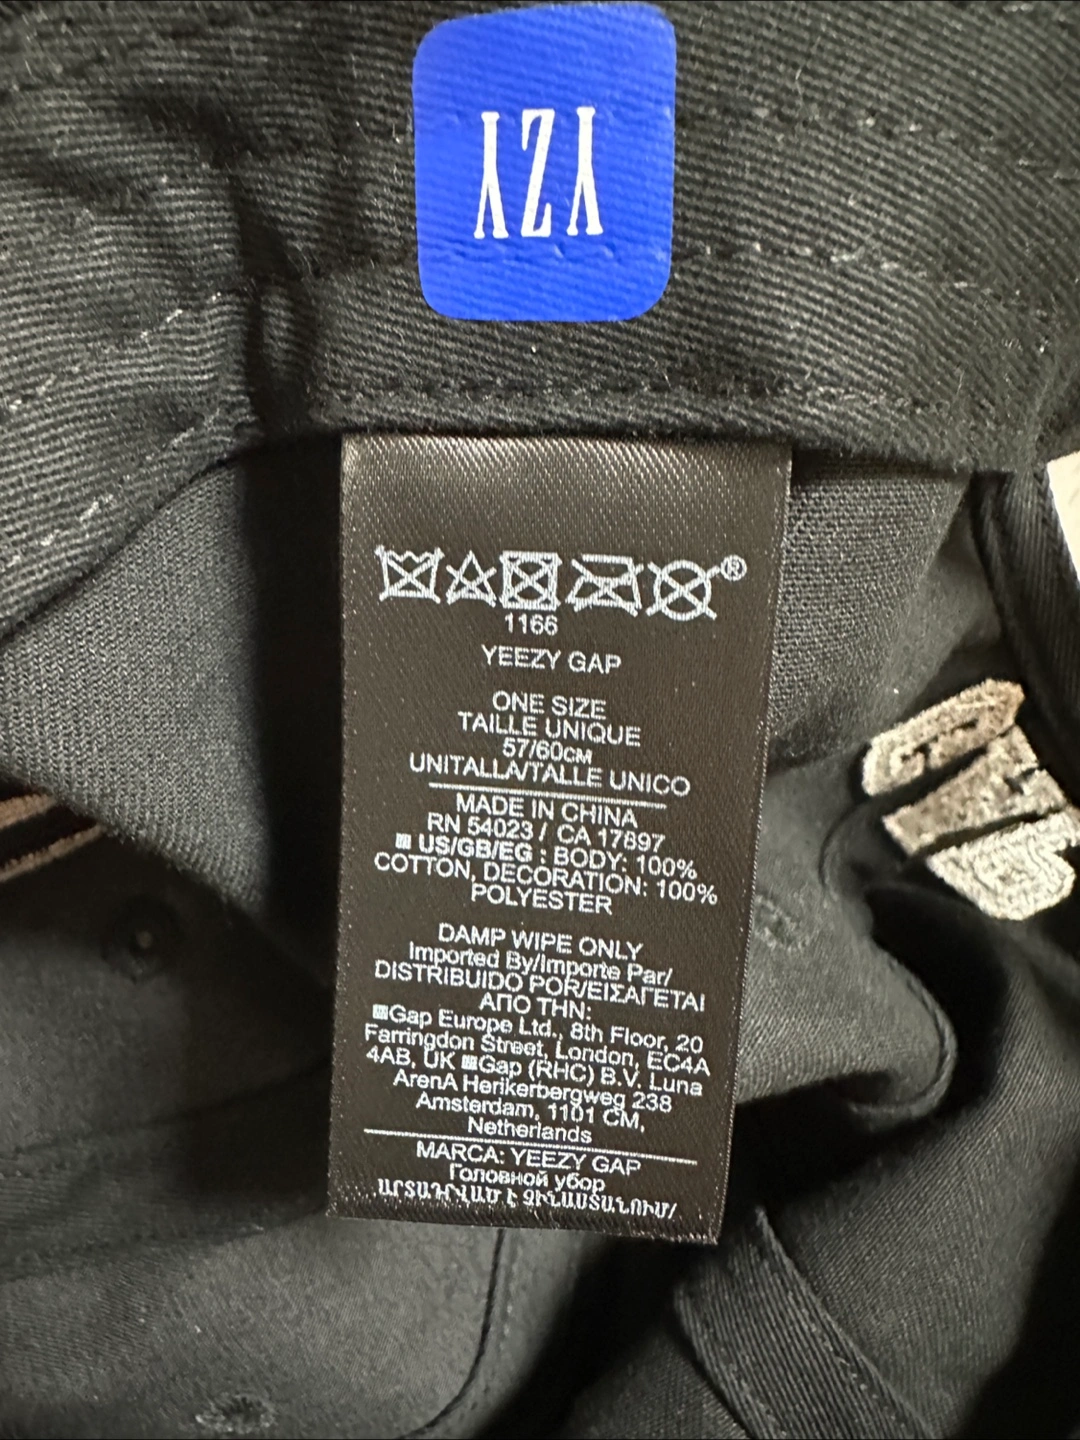 YZY
®
1166
YEEZY GAP
ONE SIZE
TAILLE UNIQUE
57/60см
UNITALLA/TALLE UNICO
MADE IN CHINA
RN 54023 / CA 17897
US/GB/EG : BODY: 100%
COTTON, DECORATION: 100%
POLYESTER
DAMP WIPE ONLY
Imported By/Importe Par/
DISTRIBUIDO POR/ΕΙΣΑΓΕΤΑΙ
ΑΠΟ ΤΗΝ:
Gap Europe Ltd., 8th Floor, 20
Farringdon Street, London, EC4A
4AB, UK Gap (RHC) B.V. Luna
ArenA Herikerbergweg 238
Amsterdam, 1101 CM,
Netherlands
MARCA: YEEZY GAP
Головной убор
ԱՐՏԱԴՐՎԱԾ Է ՉԻՆԱՍՏԱՆՈՒՄ/